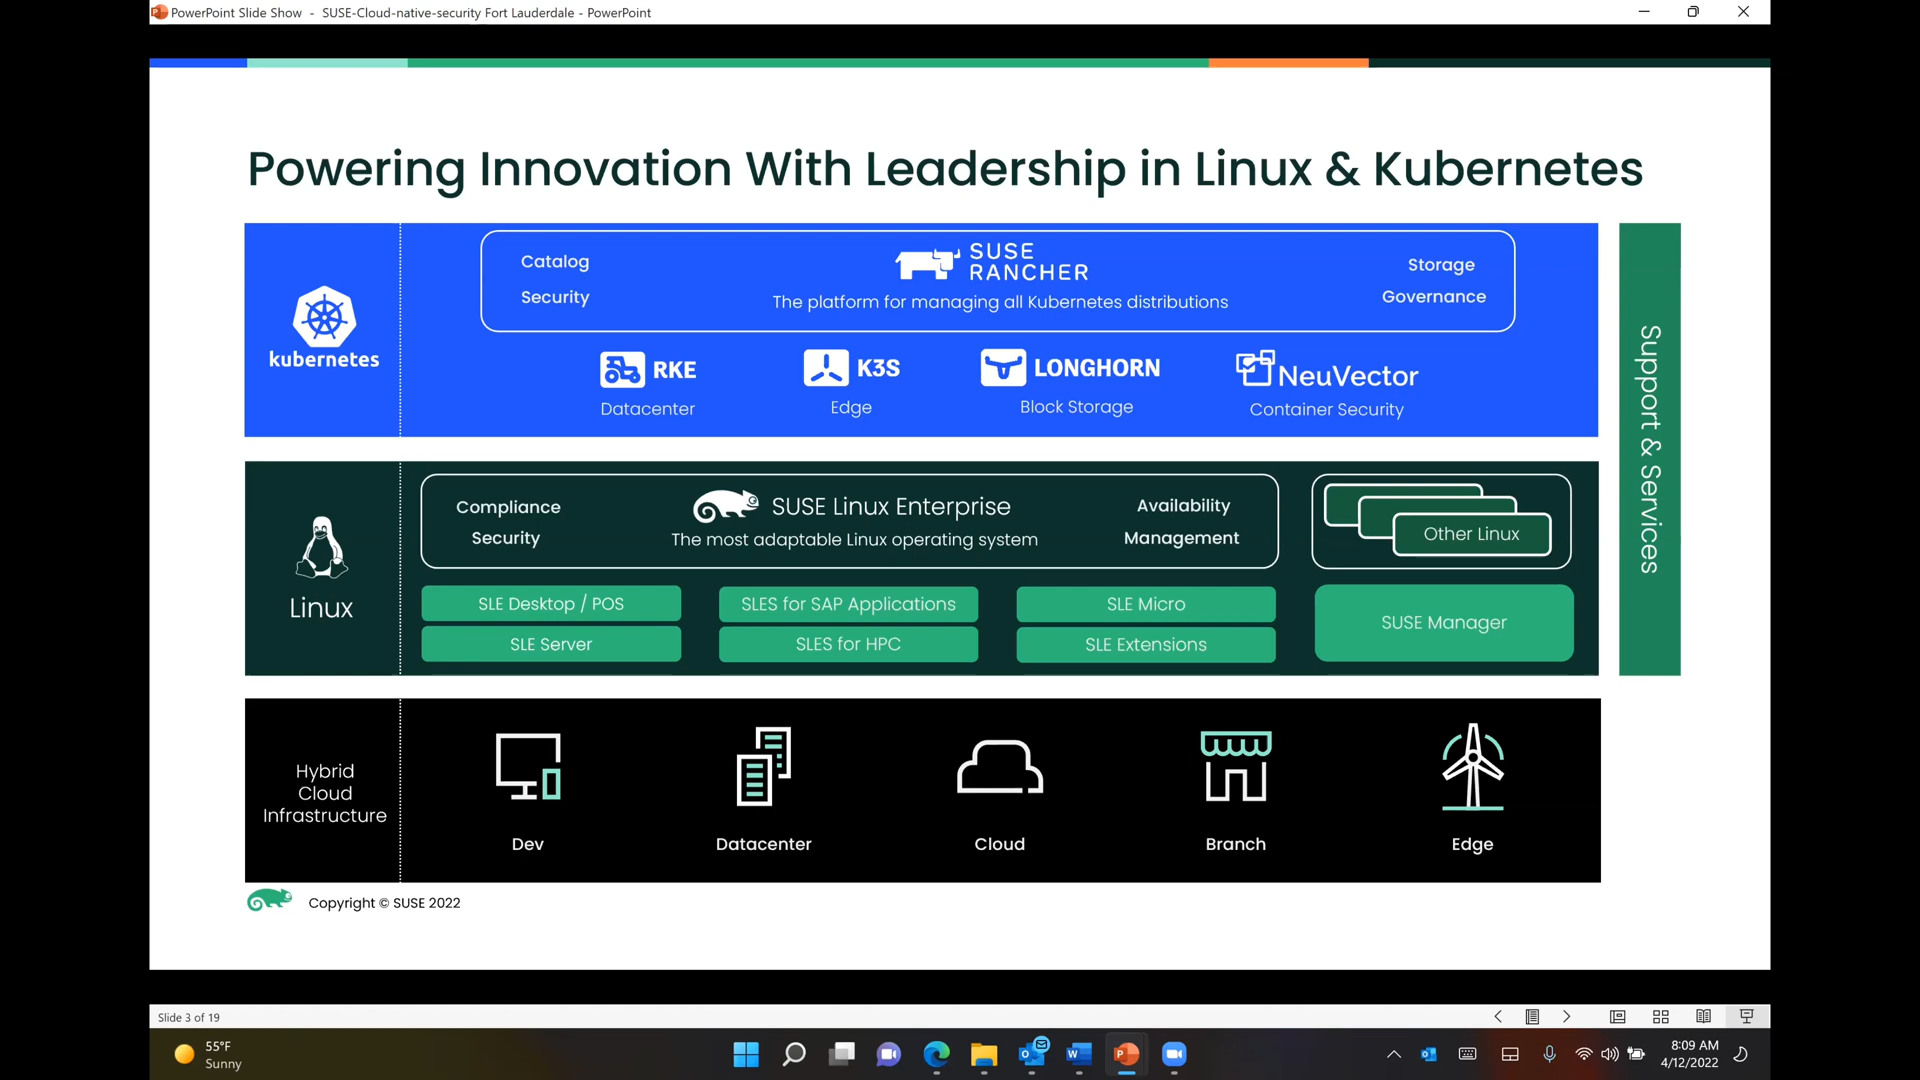 PowerPoint Slide Show - SUSE-Cloud-native-security Fort Lauderdale - PowerPoint
Powering Innovation With Leadership in Linux & Kubernetes
kubernetes
Catalog
Security
SUSE
RANCHER
The platform for managing all Kubernetes distributions
Storage
Governance
RKE
Datacenter
K3S
Edge
LONGHORN
Block Storage
NeuVector
Container Security
Support & Services
Linux
Compliance
Security
SUSE Linux Enterprise
The most adaptable Linux operating system
Availability
Management
Other Linux
SLE Desktop / POS
SLES for SAP Applications
SLE Micro
SUSE Manager
SLE Server
SLES for HPC
SLE Extensions
Hybrid
Cloud
Infrastructure
Dev
Datacenter
Cloud
Branch
Edge
Copyright © SUSE 2022
Slide 3 of 19
55°F
Sunny
8:09 AM
4/12/2022